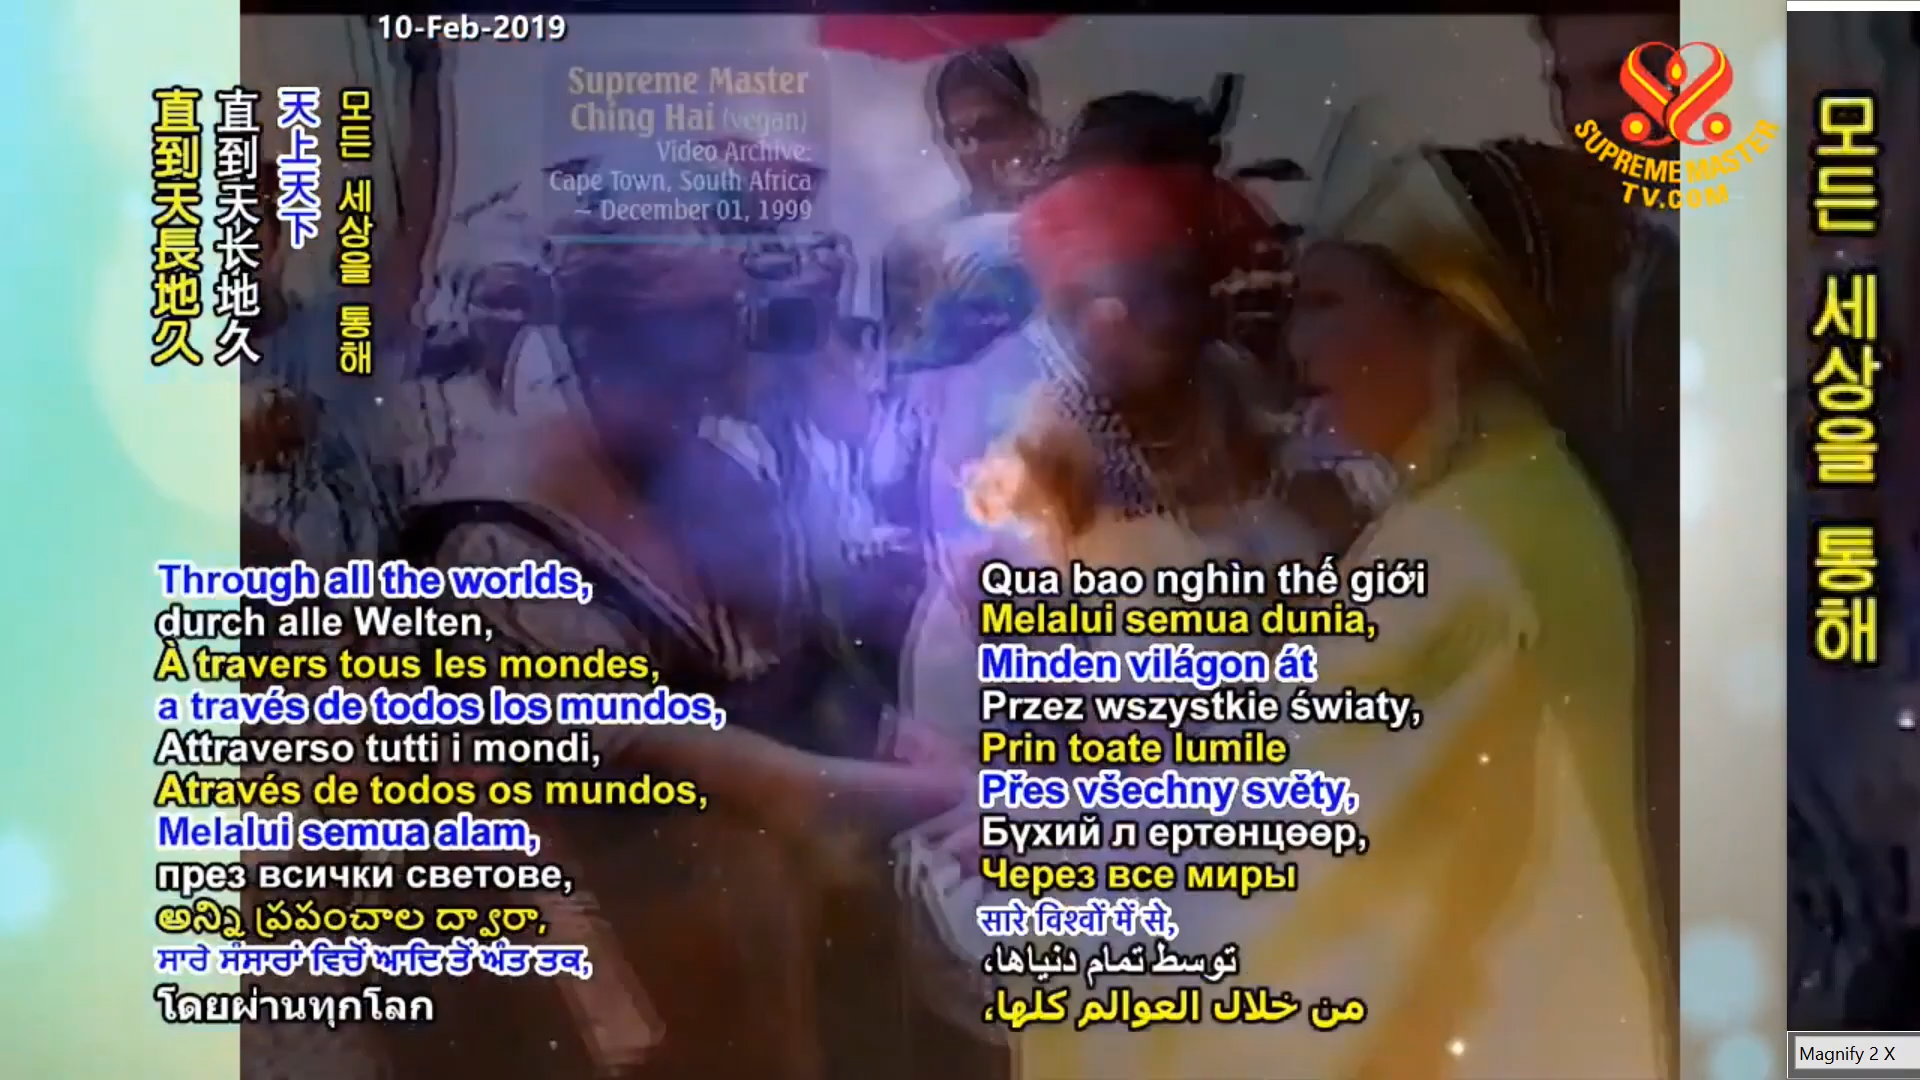 10-Feb-2019
Supreme Master
Ching Hai (vegan)
Video Archive:
Cape Town, South Africa
~ December 01, 1999
SUPREME MASTER
TV.COM
直到天長地久
直到天长地久
天上天下
모든 세상을 통해
모든 세상을 통해
Through all the worlds,
durch alle Welten,
À travers tous les mondes,
a través de todos los mundos,
Attraverso tutti i mondi,
Através de todos os mundos,
Melalui semua alam,
през всички светове,
అన్ని ప్రపంచాల ద్వారా,
ਸਾਰੇ ਸੰਸਾਰਾਂ ਵਿਚੋਂ ਆਦਿ ਤੋਂ ਅੰਤ ਤਕ,
โดยผ่านทุกโลก
Qua bao nghìn thế giới
Melalui semua dunia,
Minden világon át
Przez wszystkie światy,
Prin toate lumile
Přes všechny světy,
Бүхий л ертөнцөөр,
Через все миры
सारे विश्वों में से,
توسط تمام دنیاها،
من خلال العوالم كلها،
Magnify 2 X